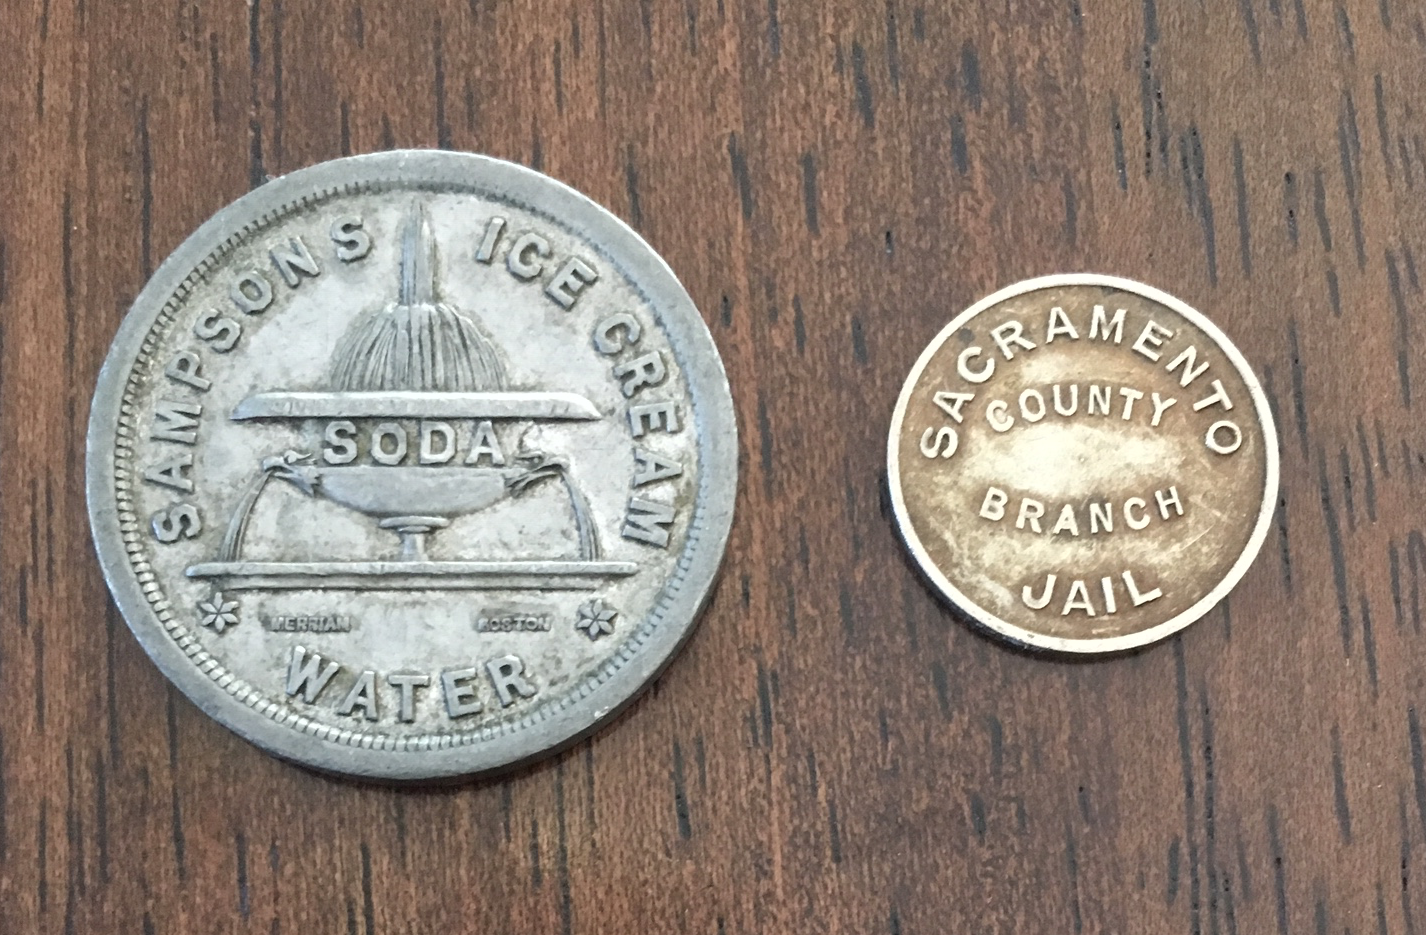 SAMPSONS ICE CREAM
SODA
MERRIAM BOSTON
WATER
SACRAMENTO
COUNTY
BRANCH
JAIL